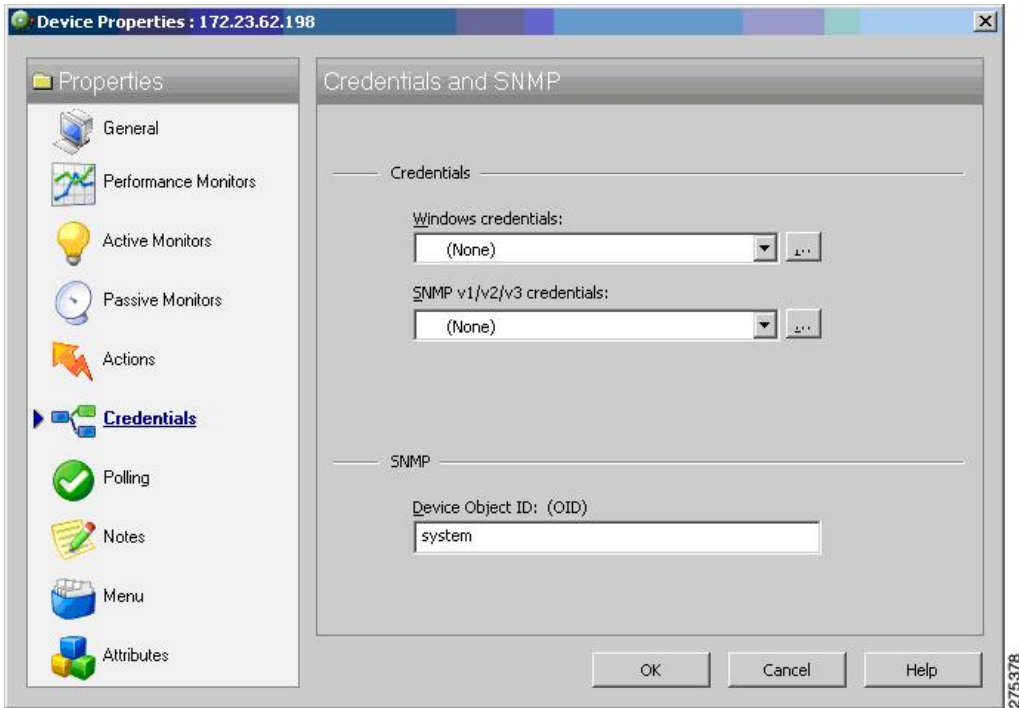 Device Properties : 172.23.62.198
Properties
General
Performance Monitors
Active Monitors
Passive Monitors
Actions
Credentials
Polling
Notes
Menu
Attributes
Credentials and SNMP
Credentials
Windows credentials:
(None)
...
SNMP v1/v2/v3 credentials:
(None)
...
SNMP
Device Object ID: (OID)
system
OK
Cancel
Help
275378